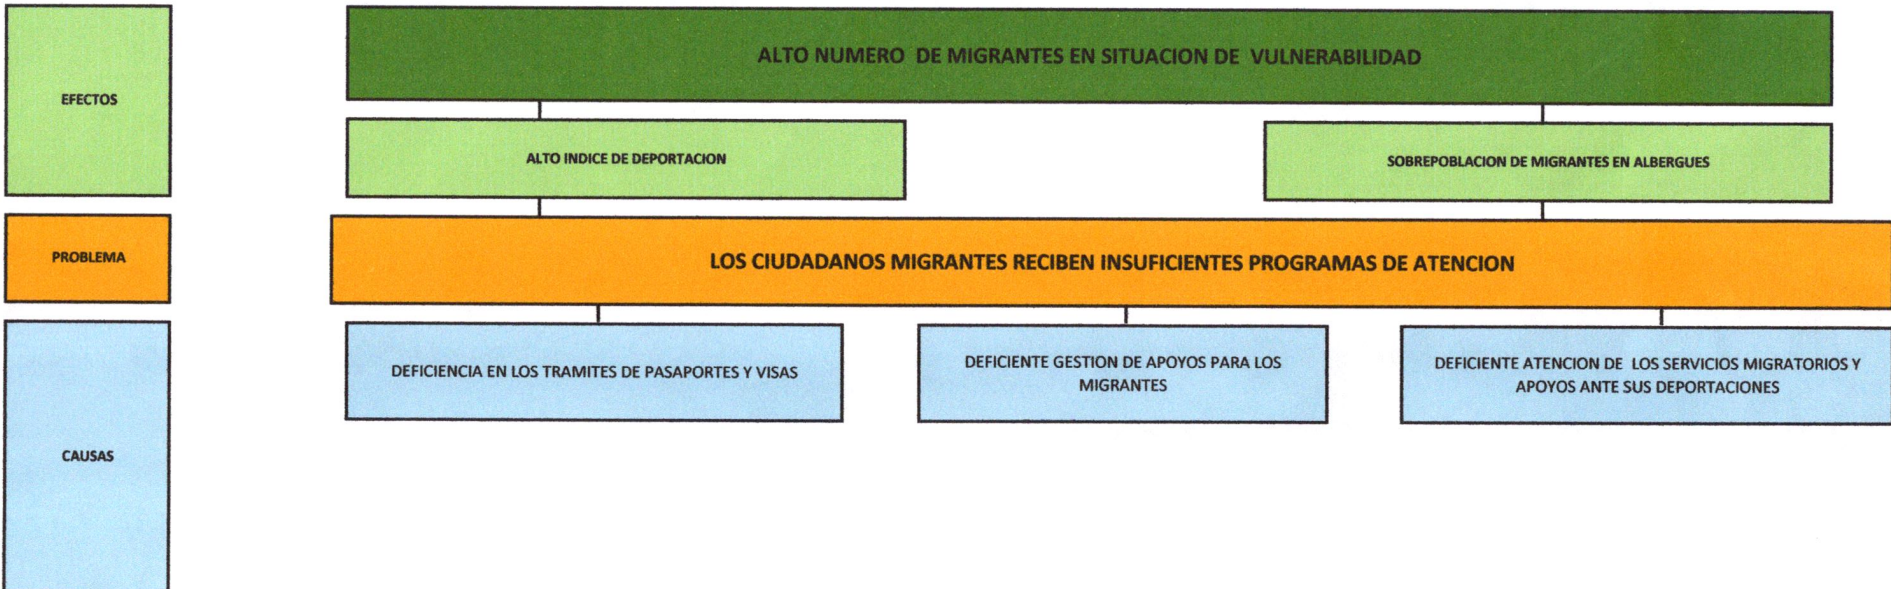 EFECTOS
ALTO NUMERO DE MIGRANTES EN SITUACION DE VULNERABILIDAD
ALTO INDICE DE DEPORTACION
SOBREPOBLACION DE MIGRANTES EN ALBERGUES
PROBLEMA
LOS CIUDADANOS MIGRANTES RECIBEN INSUFICIENTES PROGRAMAS DE ATENCION
CAUSAS
DEFICIENCIA EN LOS TRAMITES DE PASAPORTES Y VISAS
DEFICIENTE GESTION DE APOYOS PARA LOS
MIGRANTES
DEFICIENTE ATENCION DE LOS SERVICIOS MIGRATORIOS Y
APOYOS ANTE SUS DEPORTACIONES